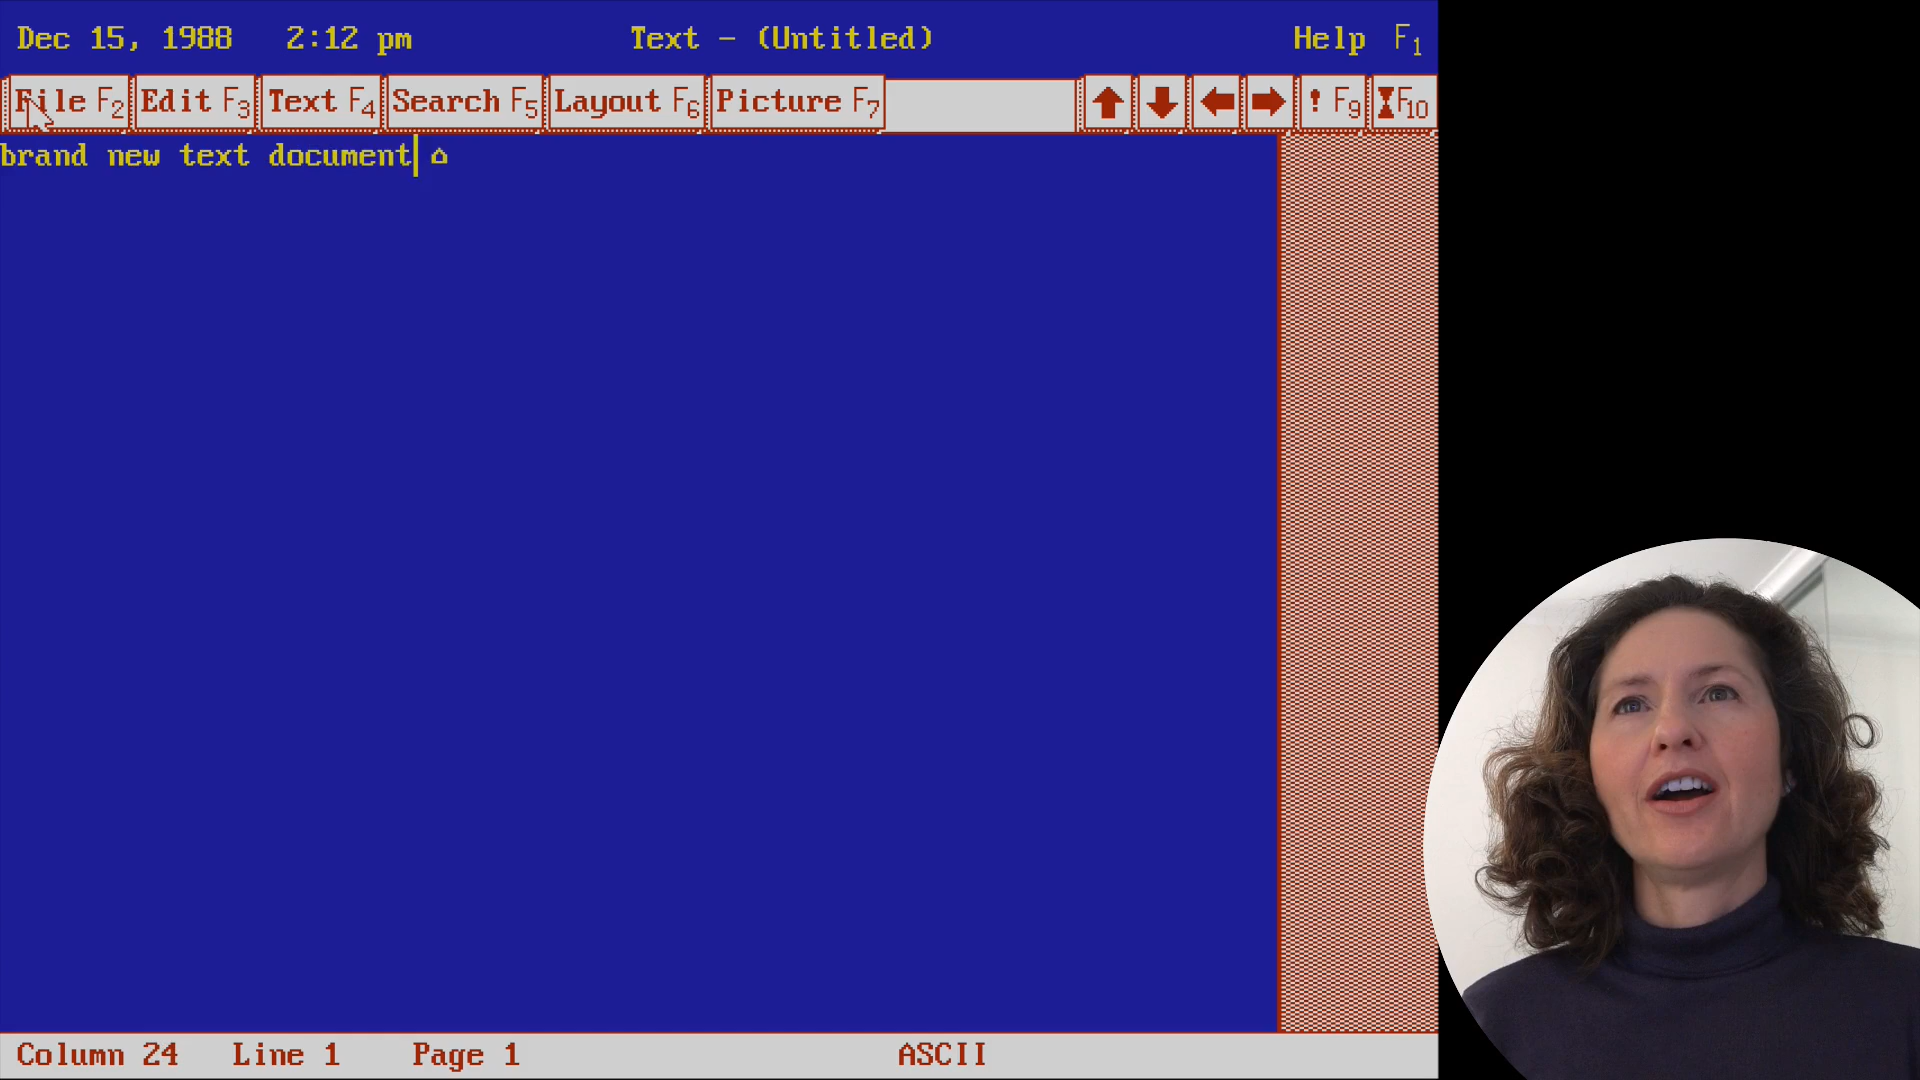 Dec 15, 1988 2:12 pm Text - (Untitled) Help F1
File F2 Edit F3 Text F4 Search F5 Layout F6 Picture F7 ! F9 F10
brand new text document
Column 24 Line 1 Page 1 ASCII